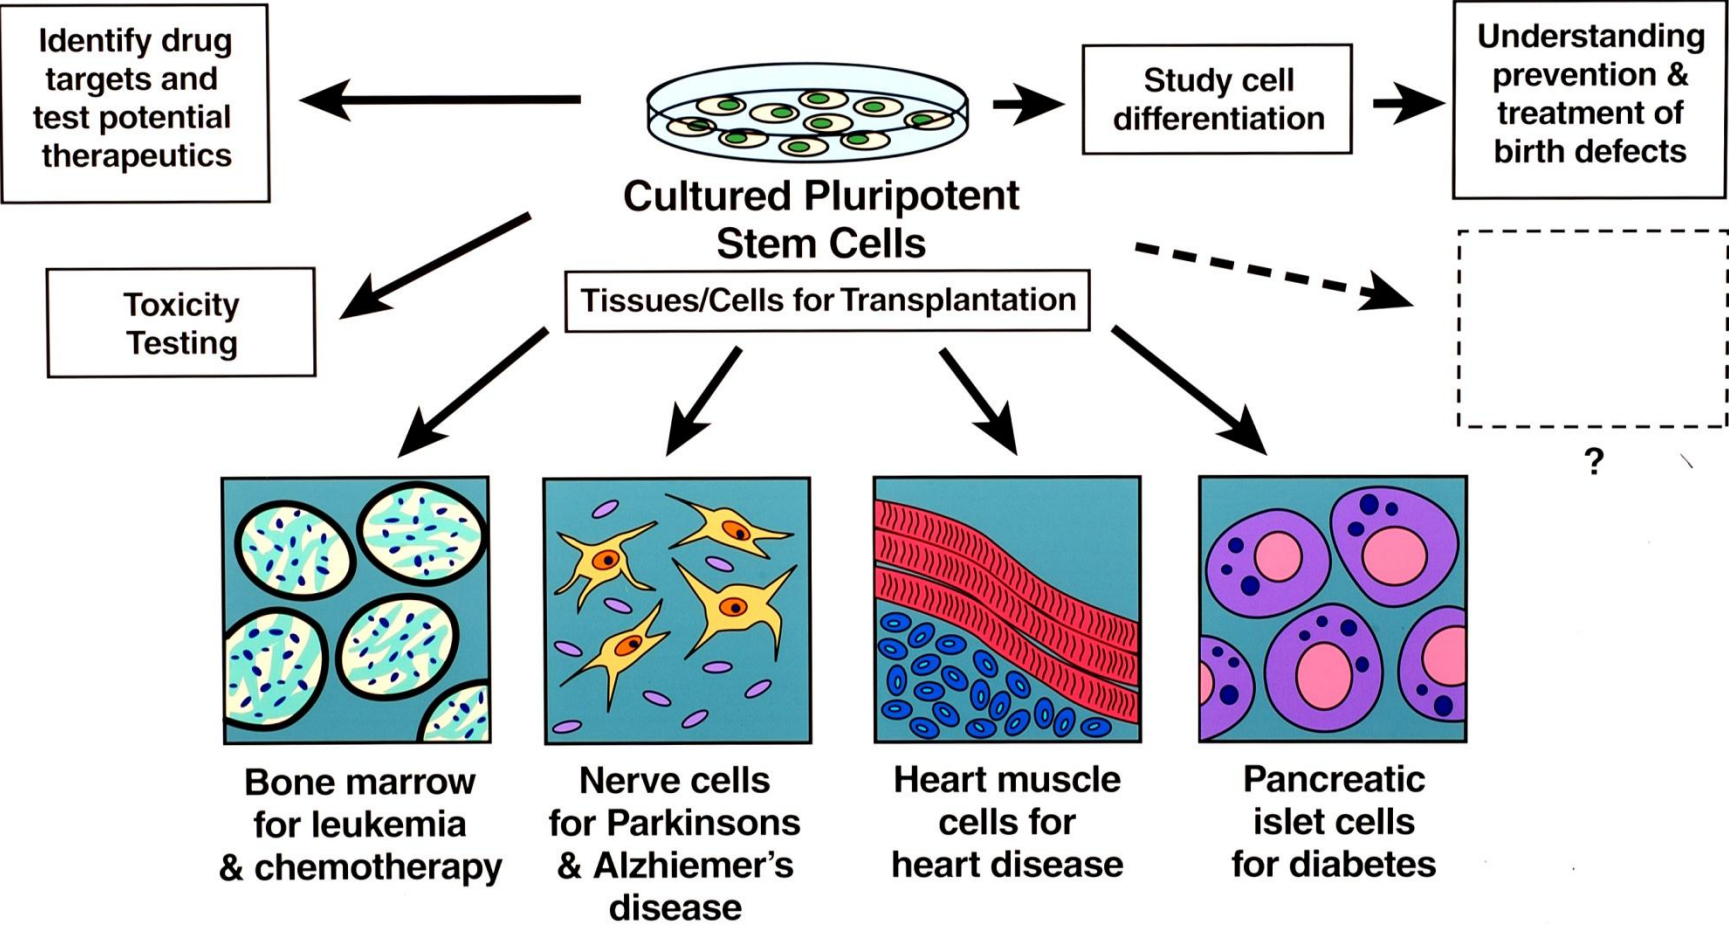 Identify drug
targets and
test potential
therapeutics
Cultured Pluripotent
Stem Cells
Study cell
differentiation
Understanding
prevention &
treatment of
birth defects
Toxicity
Testing
Tissues/Cells for Transplantation
?
Bone marrow
for leukemia
& chemotherapy
Nerve cells
for Parkinsons
& Alzhiemer's
disease
Heart muscle
cells for
heart disease
Pancreatic
islet cells
for diabetes